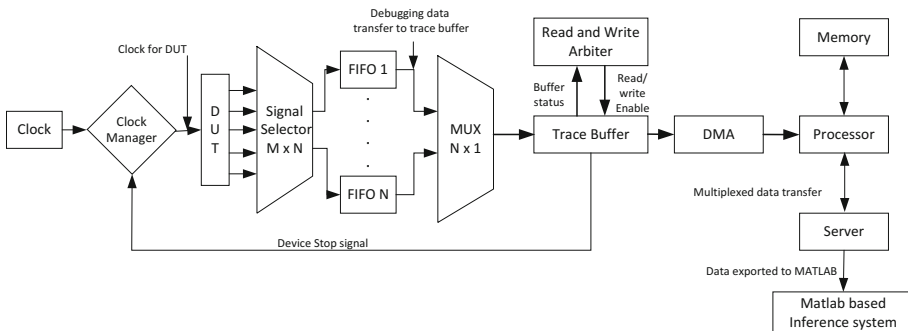 Clock
Clock
Manager
Clock for DUT
D
U
T
Signal
Selector
M x N
FIFO 1
FIFO N
Debugging data
transfer to trace buffer
MUX
N x 1
Read and Write
Arbiter
Buffer
status
Read/
write
Enable
Trace Buffer
DMA
Memory
Processor
Multiplexed data transfer
Server
Data exported to MATLAB
Matlab based
Inference system
Device Stop signal